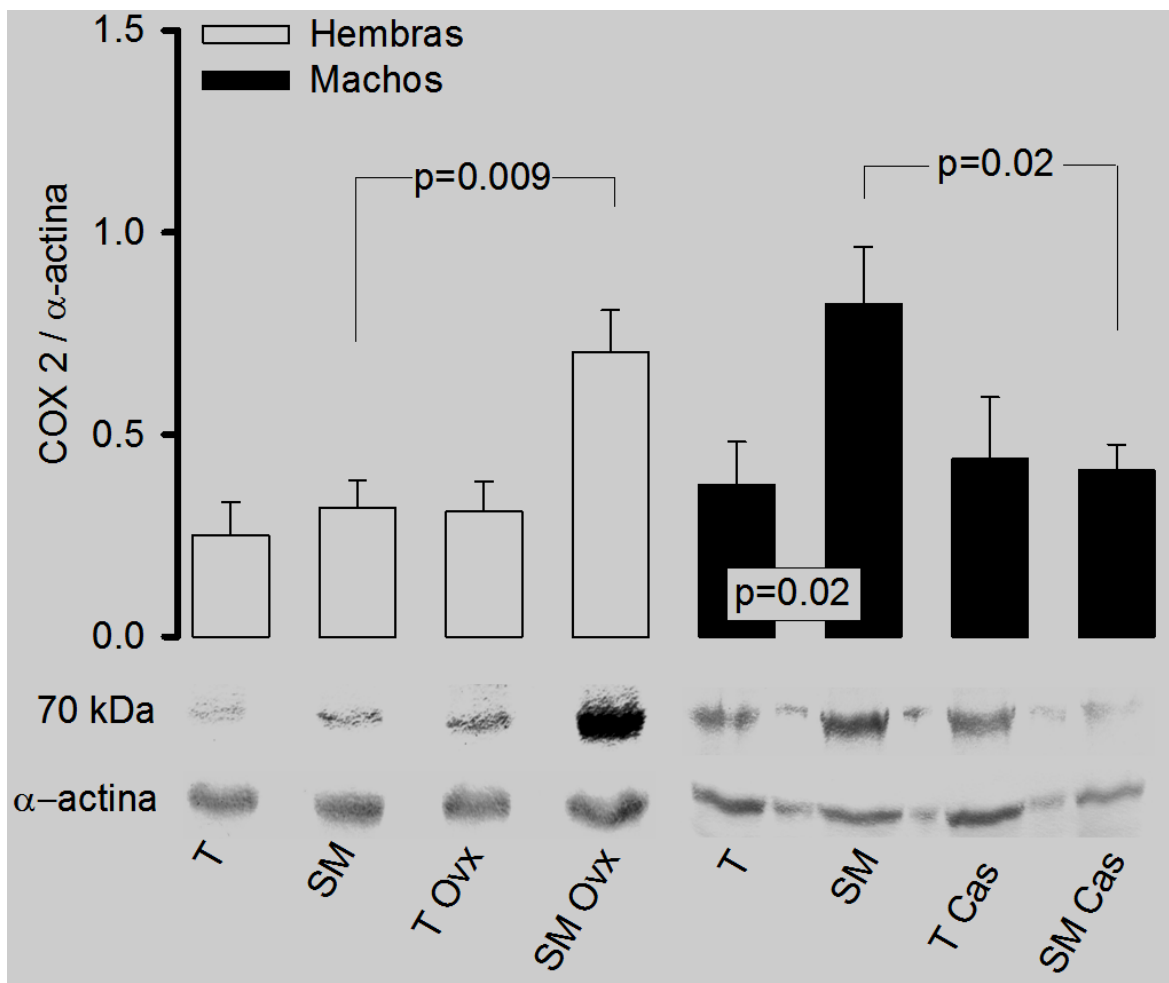 1.5
Hembras
Machos
p=0.009
p=0.02
1.0
COX 2 / α-actina
0.5
p=0.02
0.0
70 kDa
α–actina
T
SM
T Ovx
SM Ovx
T
SM
T Cas
SM Cas